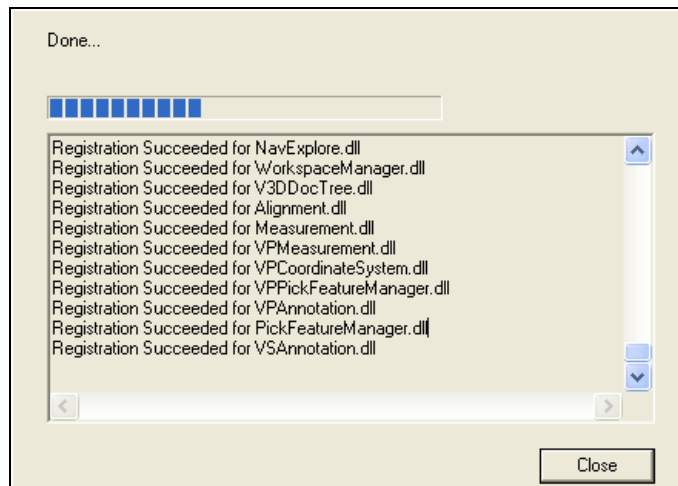 Done...
Registration Succeeded for NavExplore.dll
Registration Succeeded for WorkspaceManager.dll
Registration Succeeded for V3DDocTree.dll
Registration Succeeded for Alignment.dll
Registration Succeeded for Measurement.dll
Registration Succeeded for VPMeasurement.dll
Registration Succeeded for VPCoordinateSystem.dll
Registration Succeeded for VPPickFeatureManager.dll
Registration Succeeded for VPAnnotation.dll
Registration Succeeded for PickFeatureManager.dll
Registration Succeeded for VSAnnotation.dll
Close